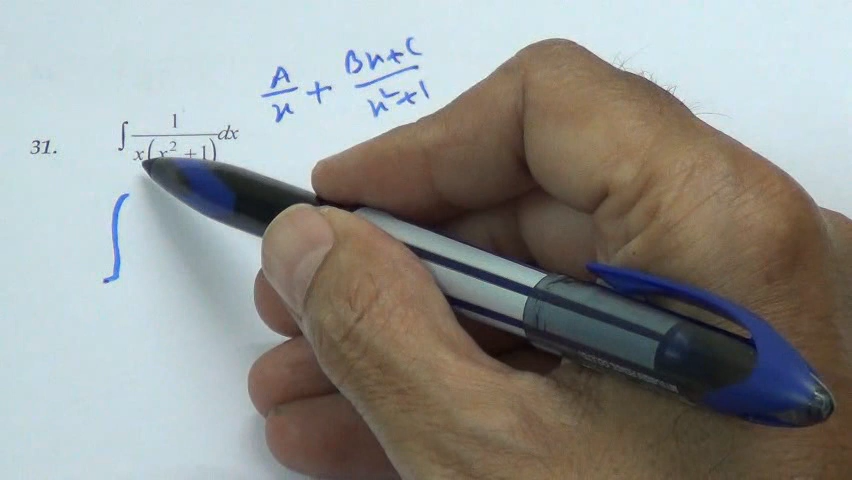 31. ∫ 1/(x(x² + 1)) dx
A/x + (Bx+C)/(x²+1)
∫